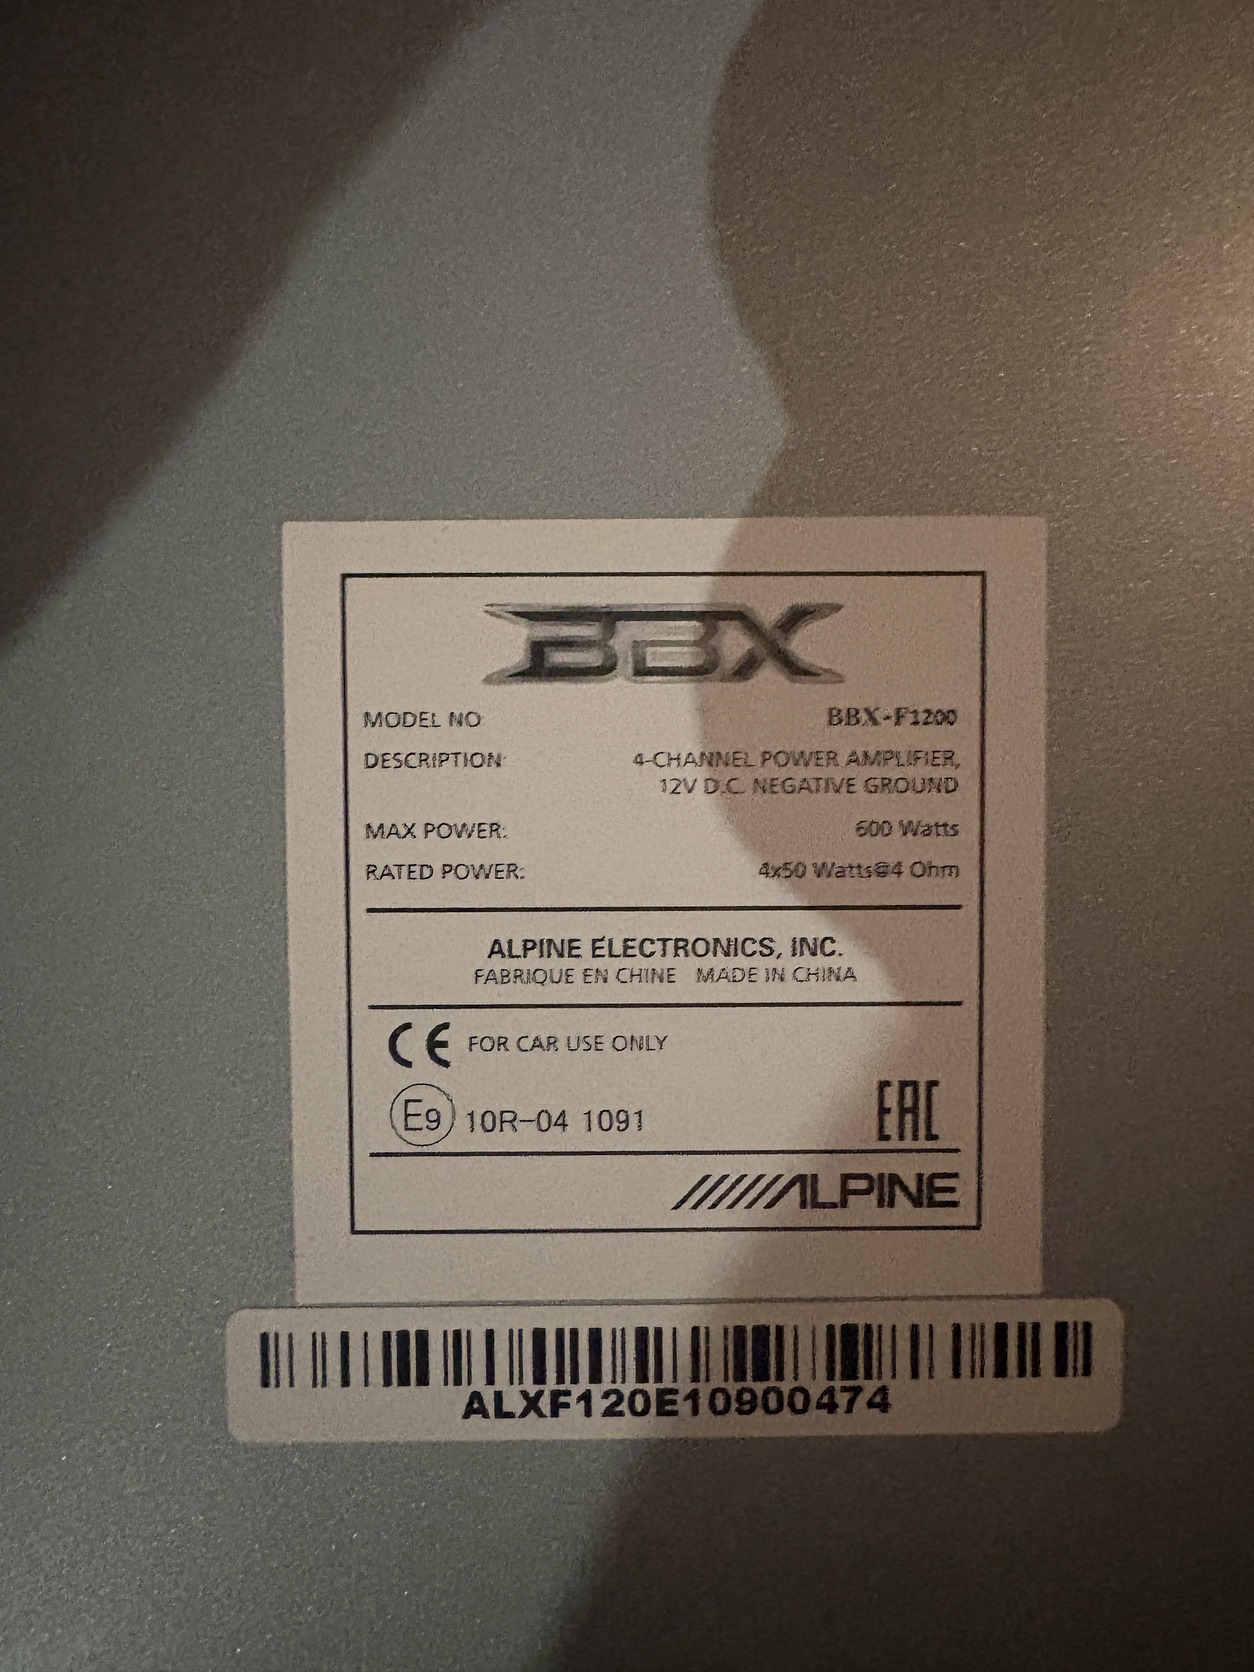 BBX
MODEL NO BBX-F1200
DESCRIPTION: 4-CHANNEL POWER AMPLIFIER,
12V D.C. NEGATIVE GROUND
MAX POWER: 600 Watts
RATED POWER: 4x50 Watts@4 Ohm
ALPINE ELECTRONICS, INC.
FABRIQUE EN CHINE MADE IN CHINA
CE FOR CAR USE ONLY
E9 10R-04 1091 EAC
ALPINE
ALXF120E10900474